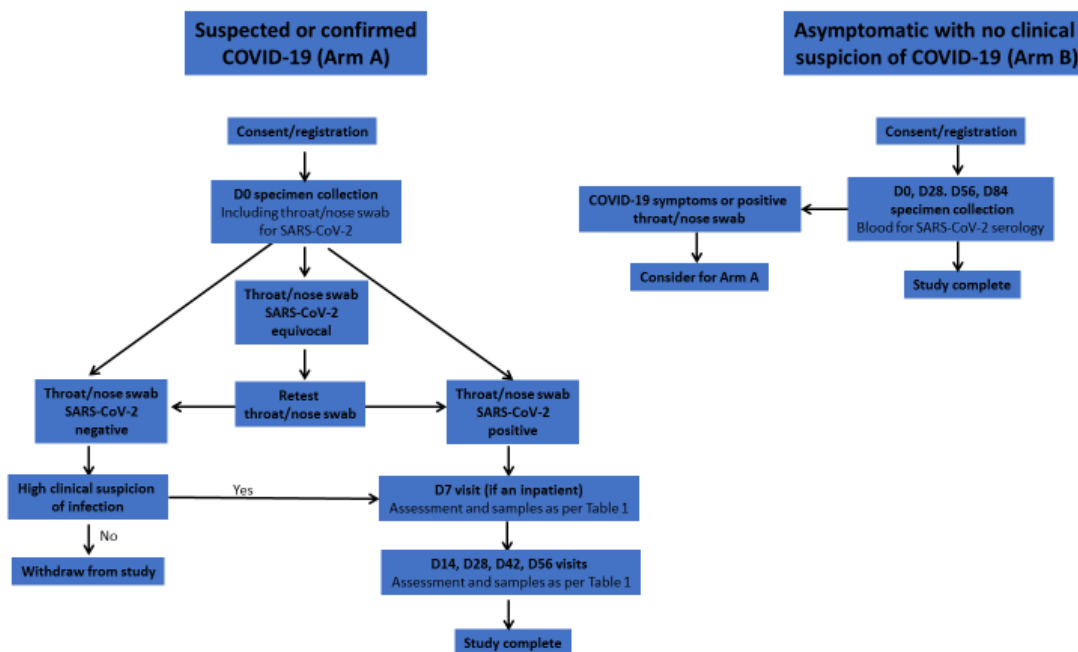 Suspected or confirmed
COVID-19 (Arm A)
Consent/registration
D0 specimen collection
Including throat/nose swab
for SARS-CoV-2
Throat/nose swab
SARS-CoV-2
equivocal
Throat/nose swab
SARS-CoV-2
negative
Retest
throat/nose swab
Throat/nose swab
SARS-CoV-2
positive
High clinical suspicion
of infection
Yes
No
Withdraw from study
D7 visit (if an inpatient)
Assessment and samples as per Table 1
D14, D28, D42, D56 visits
Assessment and samples as per Table 1
Study complete
Asymptomatic with no clinical
suspicion of COVID-19 (Arm B)
Consent/registration
D0, D28. D56, D84
specimen collection
Blood for SARS-CoV-2 serology
COVID-19 symptoms or positive
throat/nose swab
Consider for Arm A
Study complete